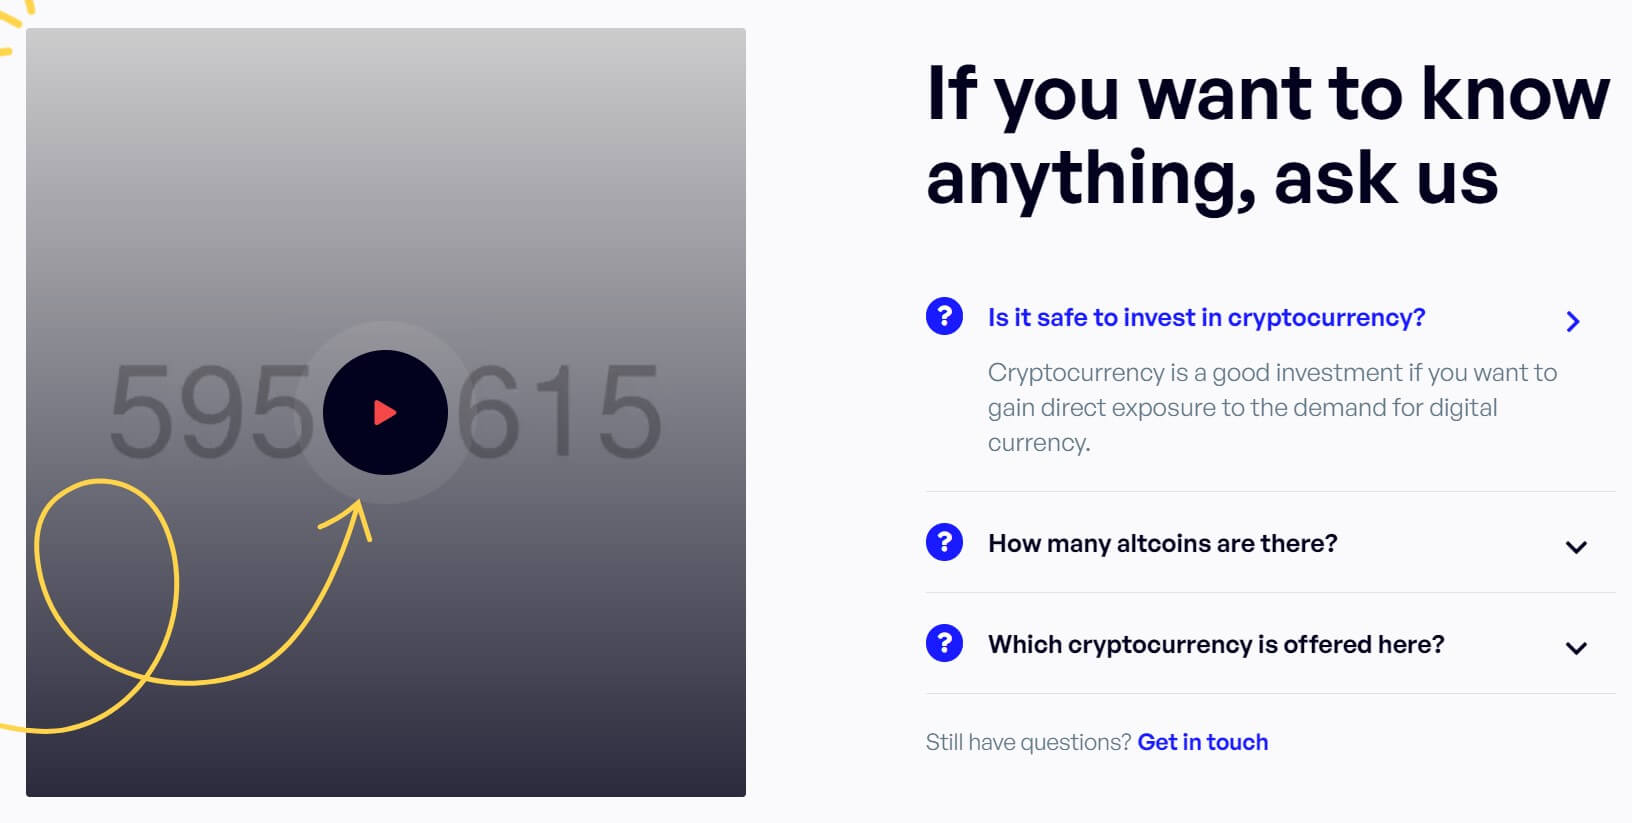 595
615
If you want to know
anything, ask us
Is it safe to invest in cryptocurrency?
Cryptocurrency is a good investment if you want to
gain direct exposure to the demand for digital
currency.
How many altcoins are there?
Which cryptocurrency is offered here?
Still have questions? Get in touch